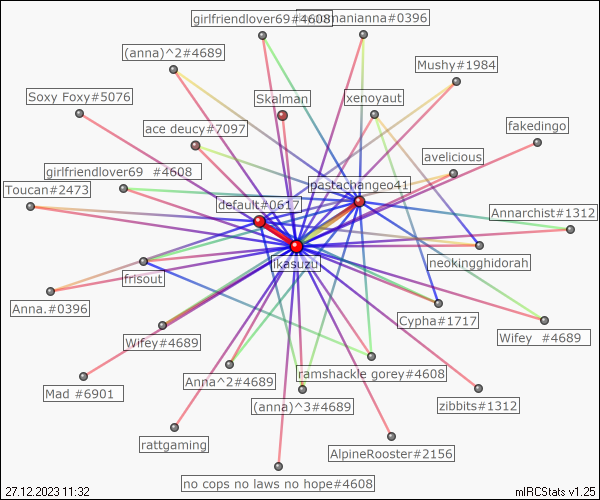 girlfriendlover69#4608
manianna#0396
(anna)^2#4689
Mushy#1984
Soxy Foxy#5076
Skalman
xenoyaut
ace deucy#7097
fakedingo
avelicious
girlfriendlover69 #4608
pastachangeo41
Toucan#2473
default#0617
Annarchist#1312
ikasuzu
neokingghidorah
frisout
Anna.#0396
Cypha#1717
Wifey#4689
Wifey #4689
ramshackle gorey#4608
Anna^2#4689
Mad #6901
(anna)^3#4689
zibbits#1312
rattgaming
AlpineRooster#2156
no cops no laws no hope#4608
27.12.2023 11:32
mIRCStats v1.25